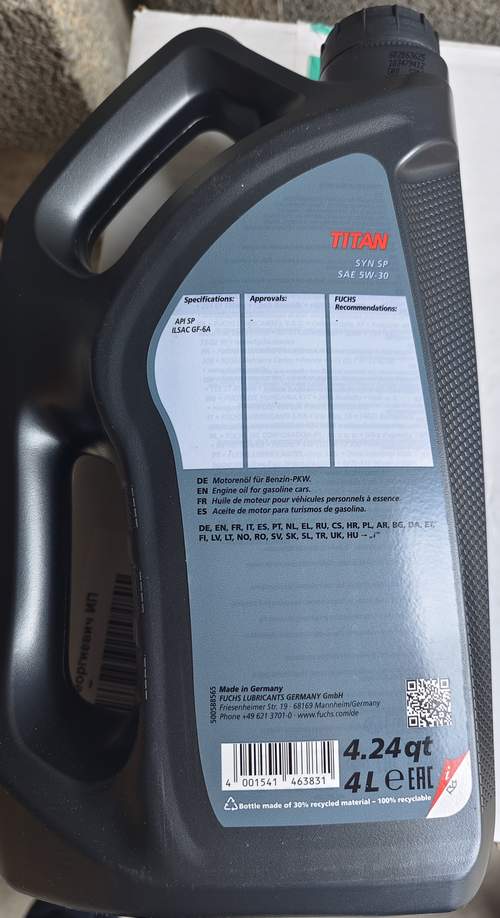 TITAN
SYN SP
SAE 5W-30
Specifications:
API SP
ILSAC GF-6A
Approvals:
-
FUCHS
Recommendations:
-
DE Motorenöl für Benzin-PKW.
EN Engine oil for gasoline cars.
FR Huile de moteur pour véhicules personnels à essence.
ES Aceite de motor para turismos de gasolina.
DE, EN, FR, IT, ES, PT, NL, EL, RU, CS, HR, PL, AR, BG, DA, ET,
FI, LV, LT, NO, RO, SV, SK, SL, TR, UK, HU → „i"
Made in Germany
FUCHS LUBRICANTS GERMANY GmbH
Friesenheimer Str. 19 · 68169 Mannheim/Germany
Phone +49 621 3701-0 · www.fuchs.com/de
4 001541 463831
4.24 qt
4 L e EAC
i
Bottle made of 30% recycled material – 100% recyclable
ИП